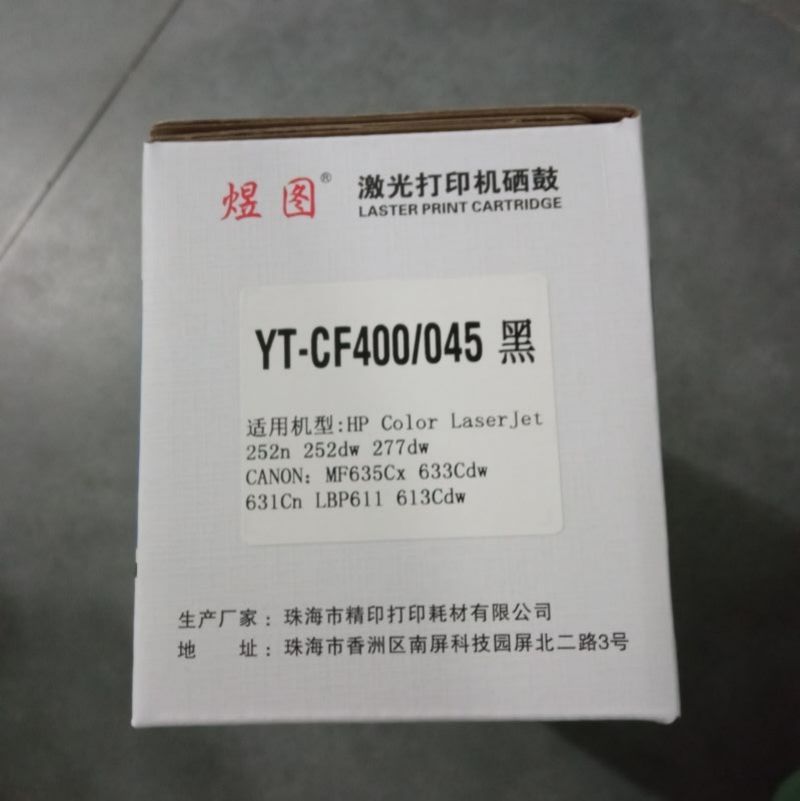 煜图® 激光打印机硒鼓
LASTER PRINT CARTRIDGE
YT-CF400/045 黑
适用机型:HP Color LaserJet
252n 252dw 277dw
CANON: MF635Cx 633Cdw
631Cn LBP611 613Cdw
生产厂家：珠海市精印打印耗材有限公司
地 址：珠海市香洲区南屏科技园屏北二路3号